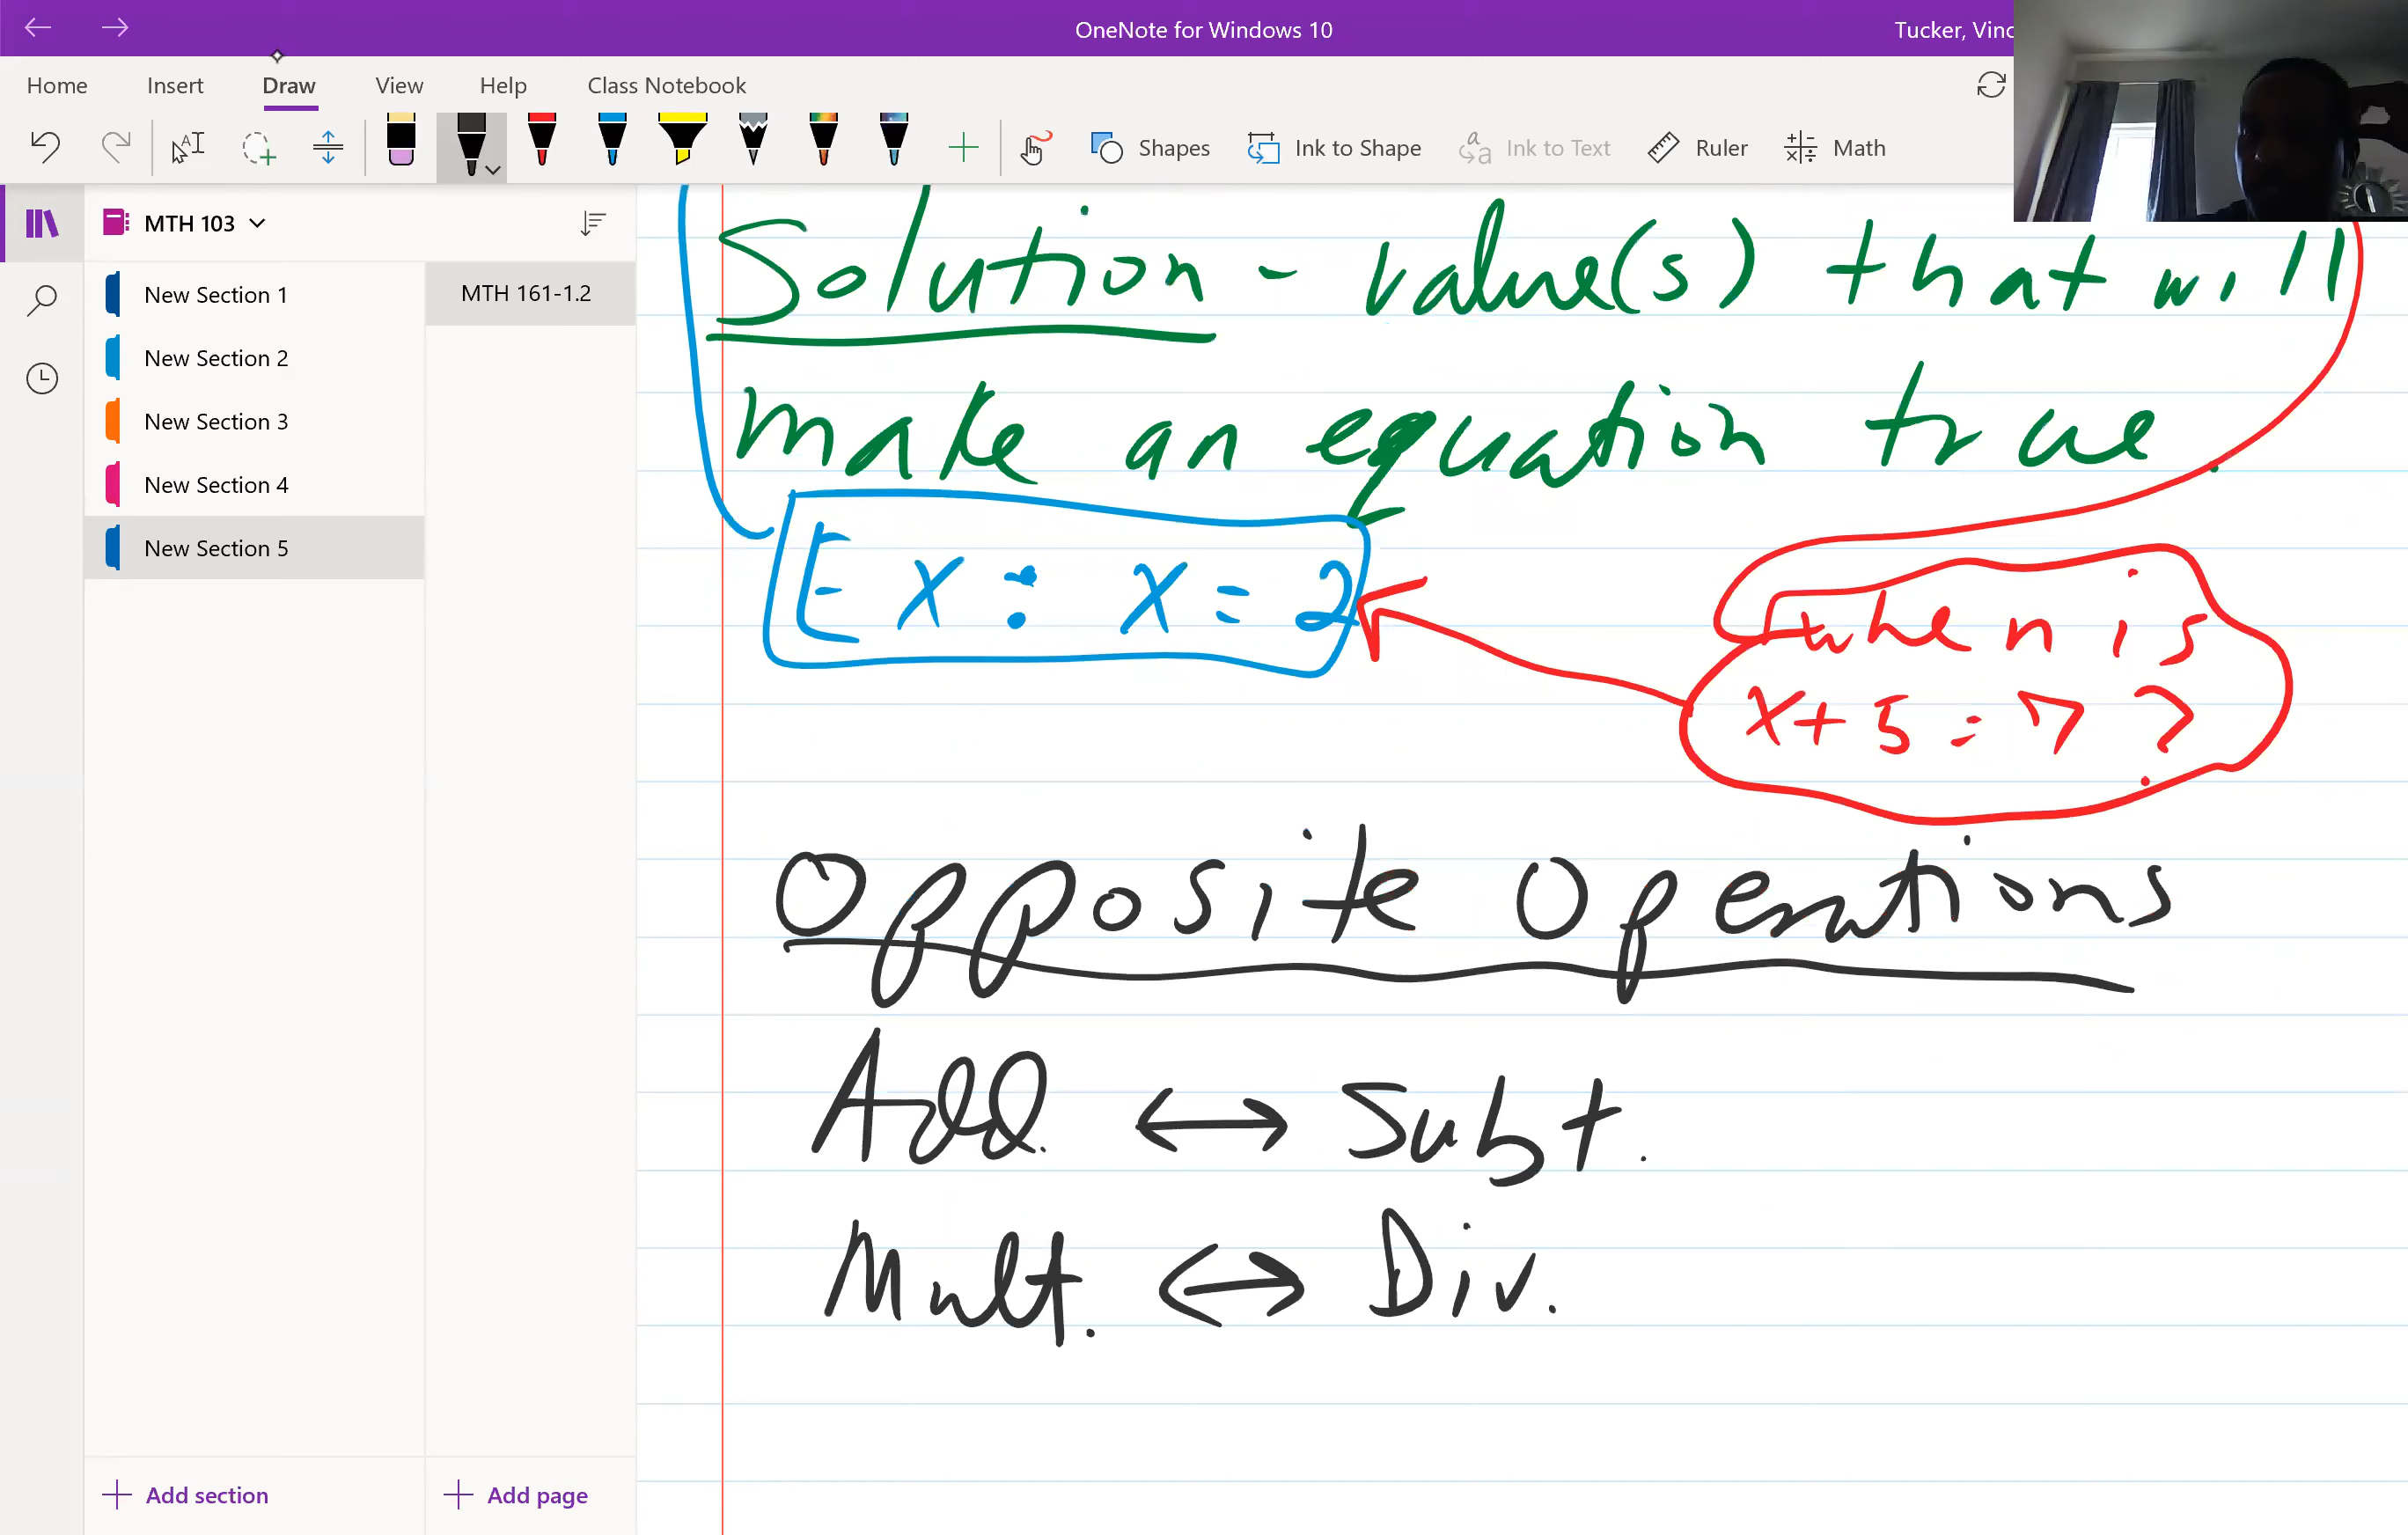 OneNote for Windows 10
Tucker, Vinc
Home Insert Draw View Help Class Notebook
Shapes Ink to Shape Ink to Text Ruler Math
MTH 103
New Section 1
New Section 2
New Section 3
New Section 4
New Section 5
MTH 161-1.2
Add section
Add page
Solution - value(s) that will
make an equation true.
Ex: x = 2
when is
x + 5 = 7 ?
Opposite Operations
Add. ↔ Subt.
Mult. ↔ Div.